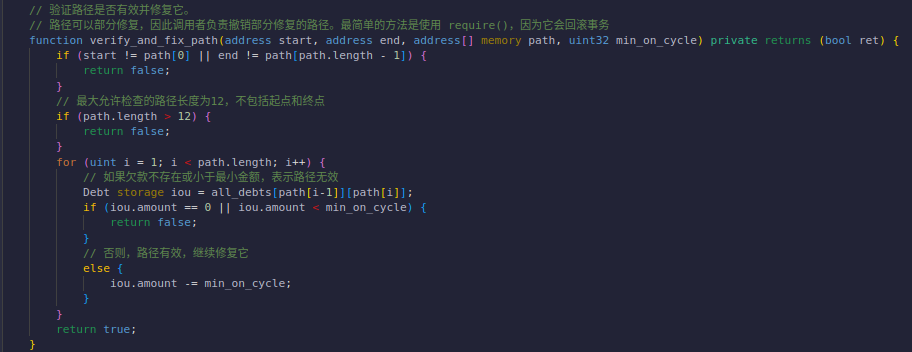 // 验证路径是否有效并修复它。
// 路径可以部分修复，因此调用者负责撤销部分修复的路径。最简单的方法是使用 require()，因为它会回滚事务
function verify_and_fix_path(address start, address end, address[] memory path, uint32 min_on_cycle) private returns (bool ret) {
if (start != path[0] || end != path[path.length - 1]) {
return false;
}
// 最大允许检查的路径长度为12，不包括起点和终点
if (path.length > 12) {
return false;
}
for (uint i = 1; i < path.length; i++) {
// 如果欠款不存在或小于最小金额，表示路径无效
Debt storage iou = all_debts[path[i-1]][path[i]];
if (iou.amount == 0 || iou.amount < min_on_cycle) {
return false;
}
// 否则，路径有效，继续修复它
else {
iou.amount -= min_on_cycle;
}
}
return true;
}